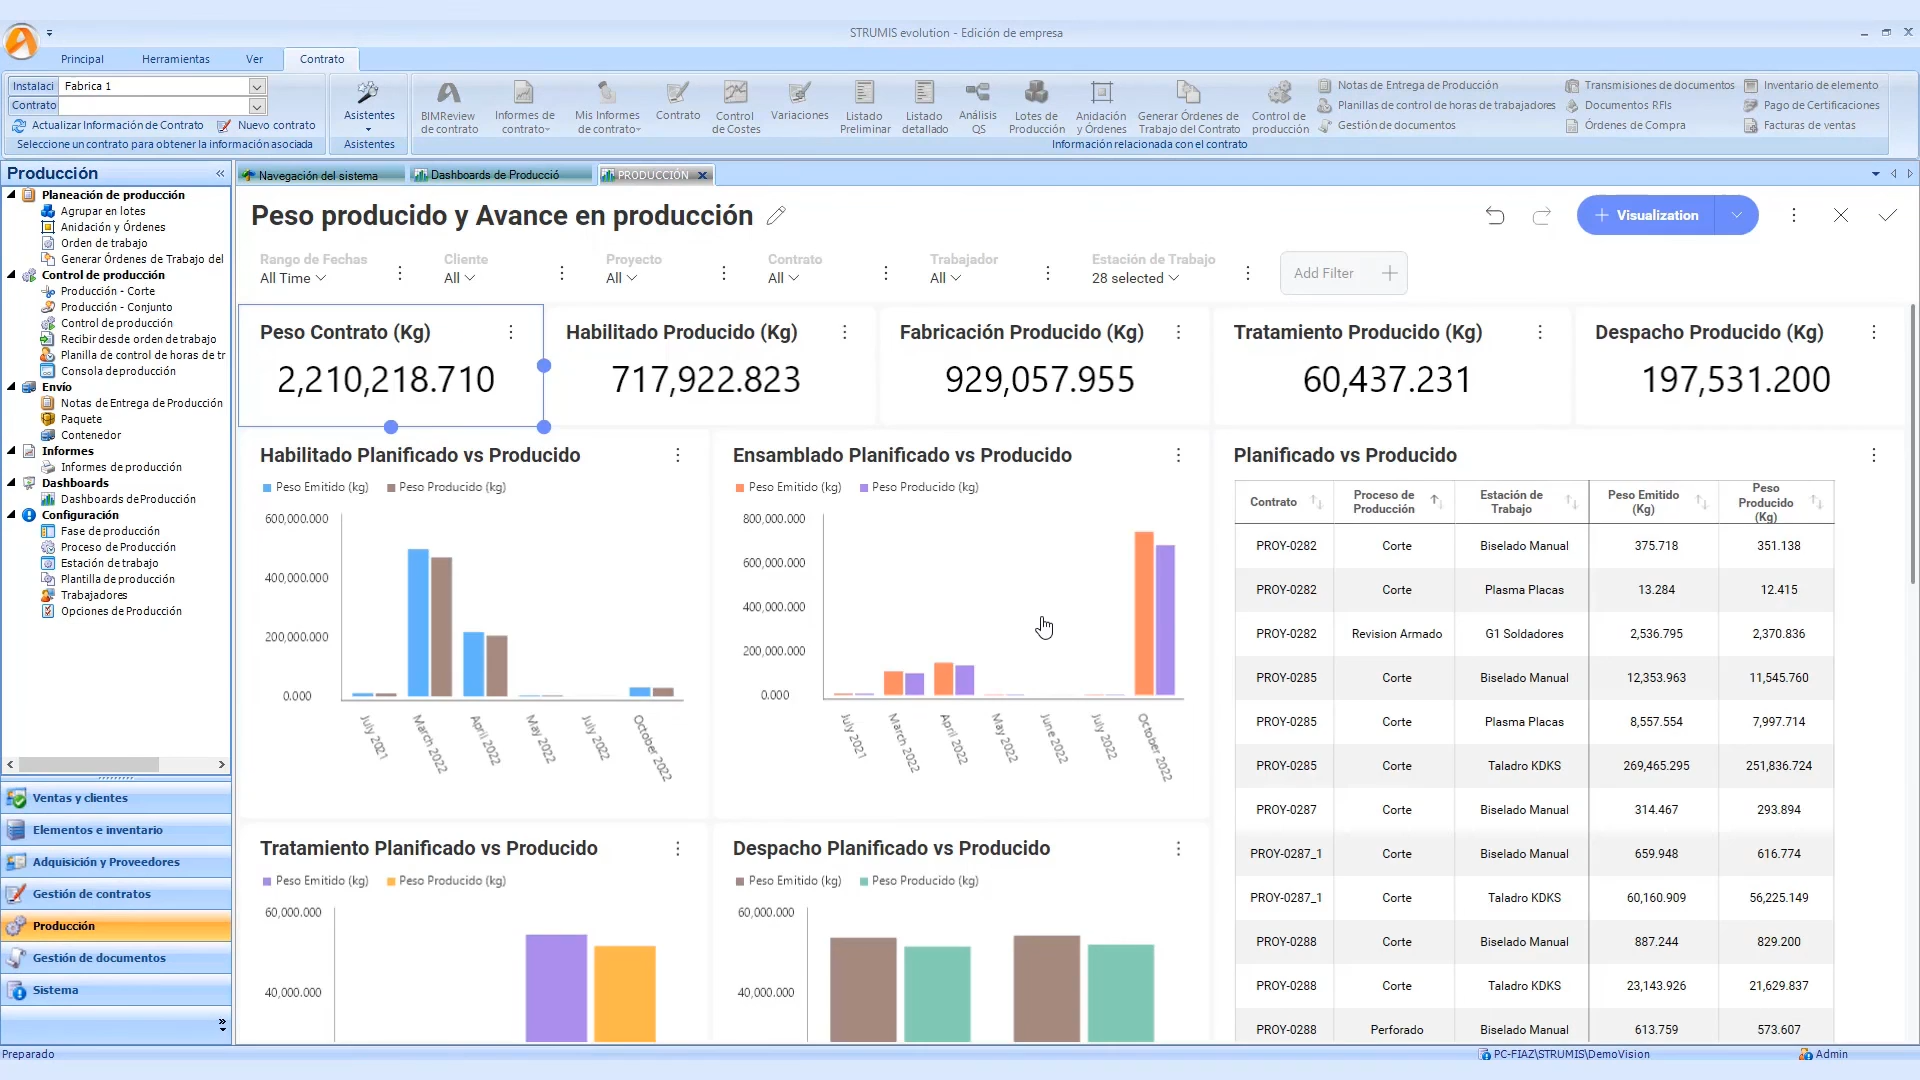 STRUMIS evolution - Edición de empresa
Principal
Herramientas
Ver
Contrato
Instalaci
Fabrica 1
Contrato
Actualizar Información de Contrato
Nuevo contrato
Seleccione un contrato para obtener la información asociada
Asistentes
Asistentes
BIMReview
de contrato
Informes de
contrato
Mis Informes
de contrato
Contrato
Control
de Costes
Variaciones
Listado
Preliminar
Listado
detallado
Análisis
QS
Lotes de
Producción
Anidación
y Órdenes
Generar Órdenes de
Trabajo del Contrato
Control de
producción
Notas de Entrega de Producción
Planillas de control de horas de trabajadores
Gestión de documentos
Transmisiones de documentos
Documentos RFIs
Órdenes de Compra
Inventario de elemento
Pago de Certificaciones
Facturas de ventas
Información relacionada con el contrato
Producción
Planeación de producción
Agrupar en lotes
Anidación y Órdenes
Orden de trabajo
Generar Órdenes de Trabajo del
Control de producción
Producción - Corte
Producción - Conjunto
Control de producción
Recibir desde orden de trabajo
Planilla de control de horas de tr
Consola de producción
Envío
Notas de Entrega de Producción
Paquete
Contenedor
Informes
Informes de producción
Dashboards
Dashboards de Producción
Configuración
Fase de producción
Proceso de Producción
Estación de trabajo
Plantilla de producción
Trabajadores
Opciones de Producción
Ventas y clientes
Elementos e inventario
Adquisición y Proveedores
Gestión de contratos
Producción
Gestión de documentos
Sistema
Navegación del sistema
Dashboards de Producció
PRODUCCIÓN
Peso producido y Avance en producción
Visualization
Rango de Fechas
All Time
Cliente
All
Proyecto
All
Contrato
All
Trabajador
All
Estación de Trabajo
28 selected
Add Filter
Peso Contrato (Kg)
2,210,218.710
Habilitado Producido (Kg)
717,922.823
Fabricación Producido (Kg)
929,057.955
Tratamiento Producido (Kg)
60,437.231
Despacho Producido (Kg)
197,531.200
Habilitado Planificado vs Producido
Peso Emitido (kg)
Peso Producido (kg)
600,000.000
400,000.000
200,000.000
0.000
July 2021
March 2022
April 2022
May 2022
July 2022
October 2022
Ensamblado Planificado vs Producido
Peso Emitido (kg)
Peso Producido (kg)
800,000.000
600,000.000
400,000.000
200,000.000
0.000
July 2021
March 2022
April 2022
May 2022
June 2022
July 2022
October 2022
Tratamiento Planificado vs Producido
Peso Emitido (kg)
Peso Producido (kg)
60,000.000
40,000.000
Despacho Planificado vs Producido
Peso Emitido (kg)
Peso Producido (kg)
60,000.000
40,000.000
Planificado vs Producido
Contrato
Proceso de
Producción
Estación de
Trabajo
Peso Emitido
(Kg)
Peso
Producido
(Kg)
PROY-0282 Corte Biselado Manual 375.718 351.138
PROY-0282 Corte Plasma Placas 13.284 12.415
PROY-0282 Revision Armado G1 Soldadores 2,536.795 2,370.836
PROY-0285 Corte Biselado Manual 12,353.963 11,545.760
PROY-0285 Corte Plasma Placas 8,557.554 7,997.714
PROY-0285 Corte Taladro KDKS 269,465.295 251,836.724
PROY-0287 Corte Biselado Manual 314.467 293.894
PROY-0287_1 Corte Biselado Manual 659.948 616.774
PROY-0287_1 Corte Taladro KDKS 60,160.909 56,225.149
PROY-0288 Corte Biselado Manual 887.244 829.200
PROY-0288 Corte Taladro KDKS 23,143.926 21,629.837
PROY-0288 Perforado Biselado Manual 613.759 573.607
Preparado
PC-FIAZ\STRUMIS\DemoVision
Admin